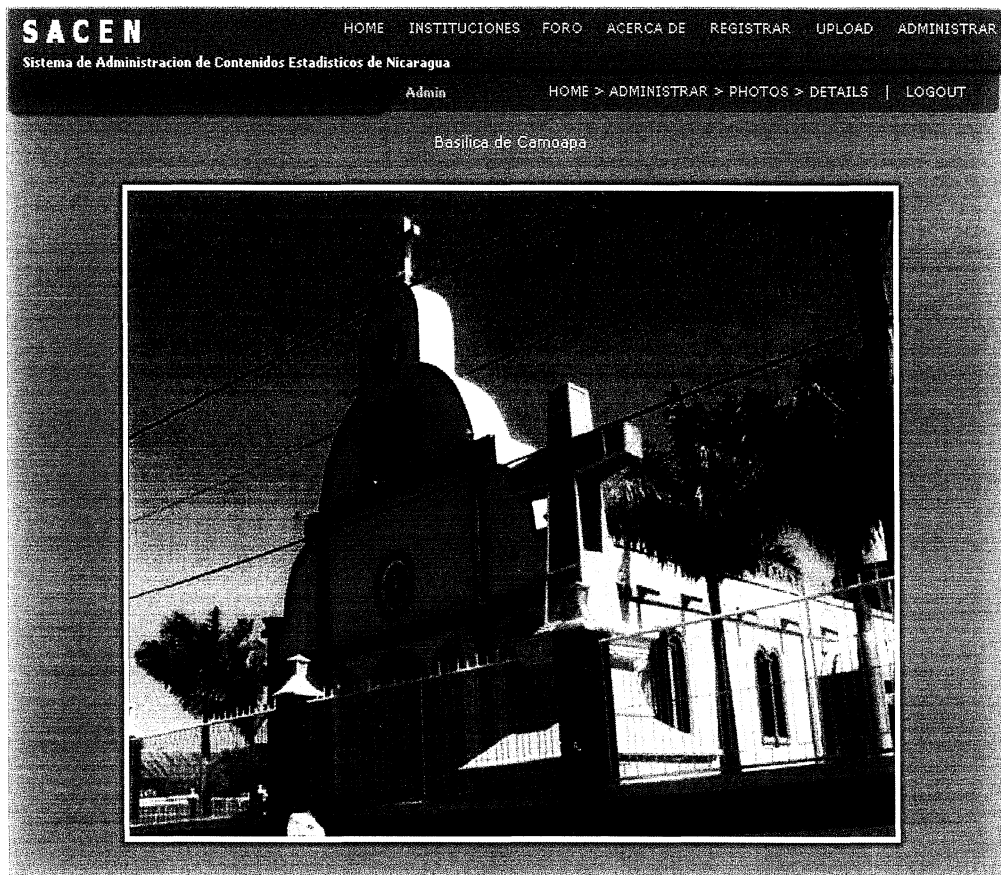 SACEN
HOME INSTITUCIONES FORO ACERCA DE REGISTRAR UPLOAD ADMINISTRAR
Sistema de Administracion de Contenidos Estadisticos de Nicaragua
Admin HOME > ADMINISTRAR > PHOTOS > DETAILS | LOGOUT
Basilica de Camoapa